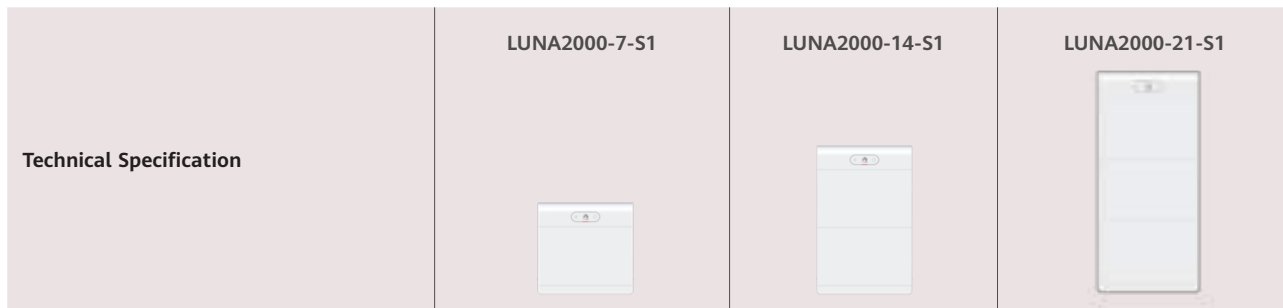 LUNA2000-7-S1
LUNA2000-14-S1
LUNA2000-21-S1
Technical Specification